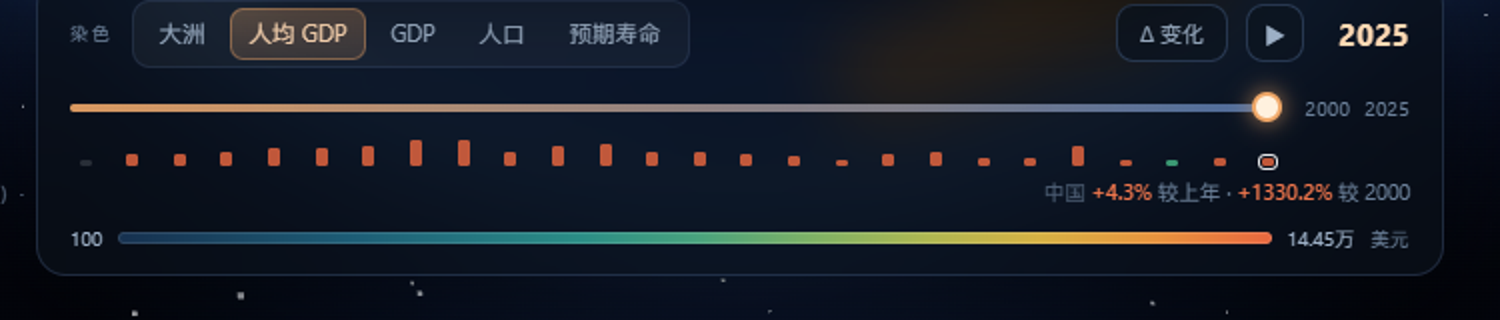 染色 大洲 人均 GDP GDP 人口 预期寿命 Δ 变化 2025
2000 2025
)
中国 +4.3% 较上年 · +1330.2% 较 2000
100 14.45万 美元